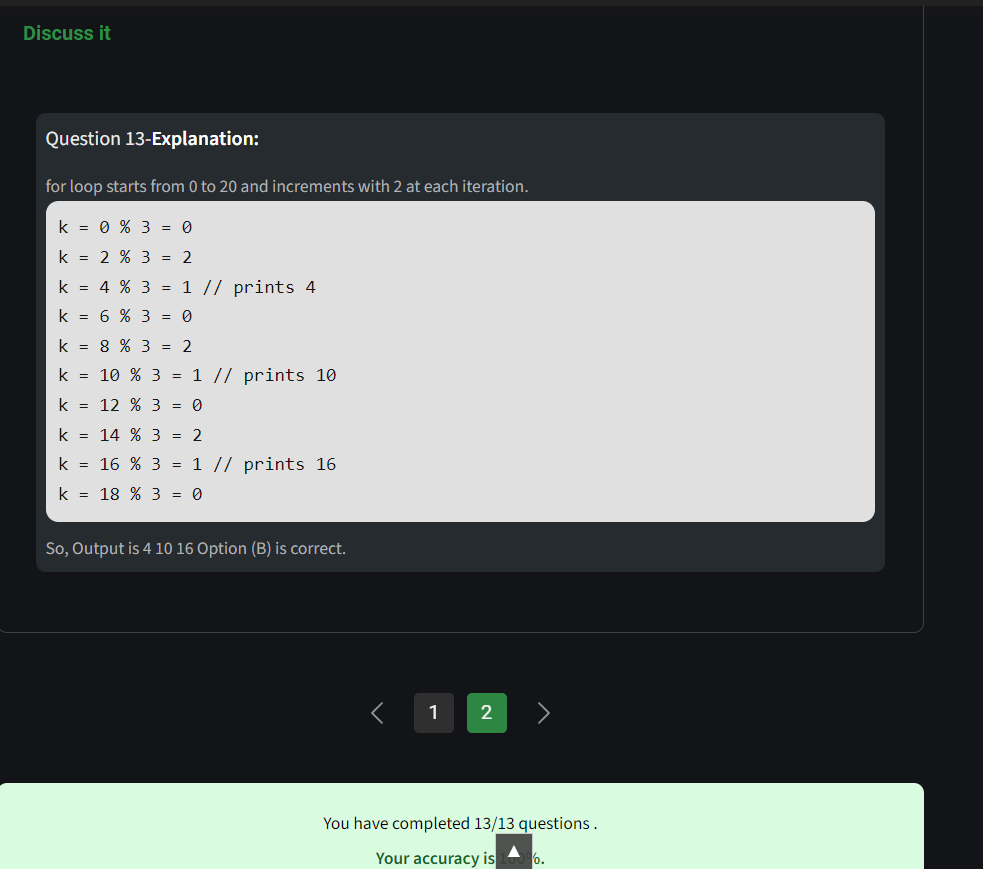 Discuss it
Question 13-Explanation:
for loop starts from 0 to 20 and increments with 2 at each iteration.
k = 0 % 3 = 0
k = 2 % 3 = 2
k = 4 % 3 = 1 // prints 4
k = 6 % 3 = 0
k = 8 % 3 = 2
k = 10 % 3 = 1 // prints 10
k = 12 % 3 = 0
k = 14 % 3 = 2
k = 16 % 3 = 1 // prints 16
k = 18 % 3 = 0
So, Output is 4 10 16 Option (B) is correct.
1 2
You have completed 13/13 questions .
Your accuracy is 100%.